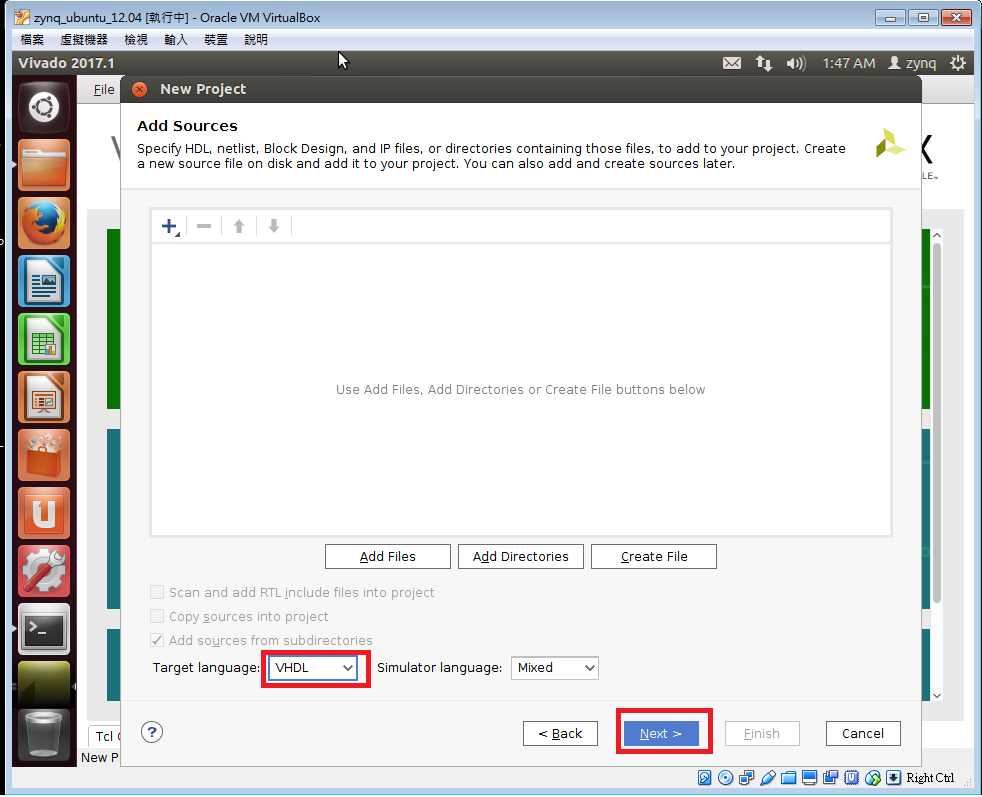 zynq_ubuntu_12.04 [執行中] - Oracle VM VirtualBox
檔案 虛擬機器 檢視 輸入 裝置 說明
Vivado 2017.1 1:47 AM zynq
File
New Project
Add Sources
Specify HDL, netlist, Block Design, and IP files, or directories containing those files, to add to your project. Create
a new source file on disk and add it to your project. You can also add and create sources later.
Use Add Files, Add Directories or Create File buttons below
Add Files Add Directories Create File
Scan and add RTL include files into project
Copy sources into project
Add sources from subdirectories
Target language: VHDL Simulator language: Mixed
? < Back Next > Finish Cancel
Tcl
New P
Right Ctrl